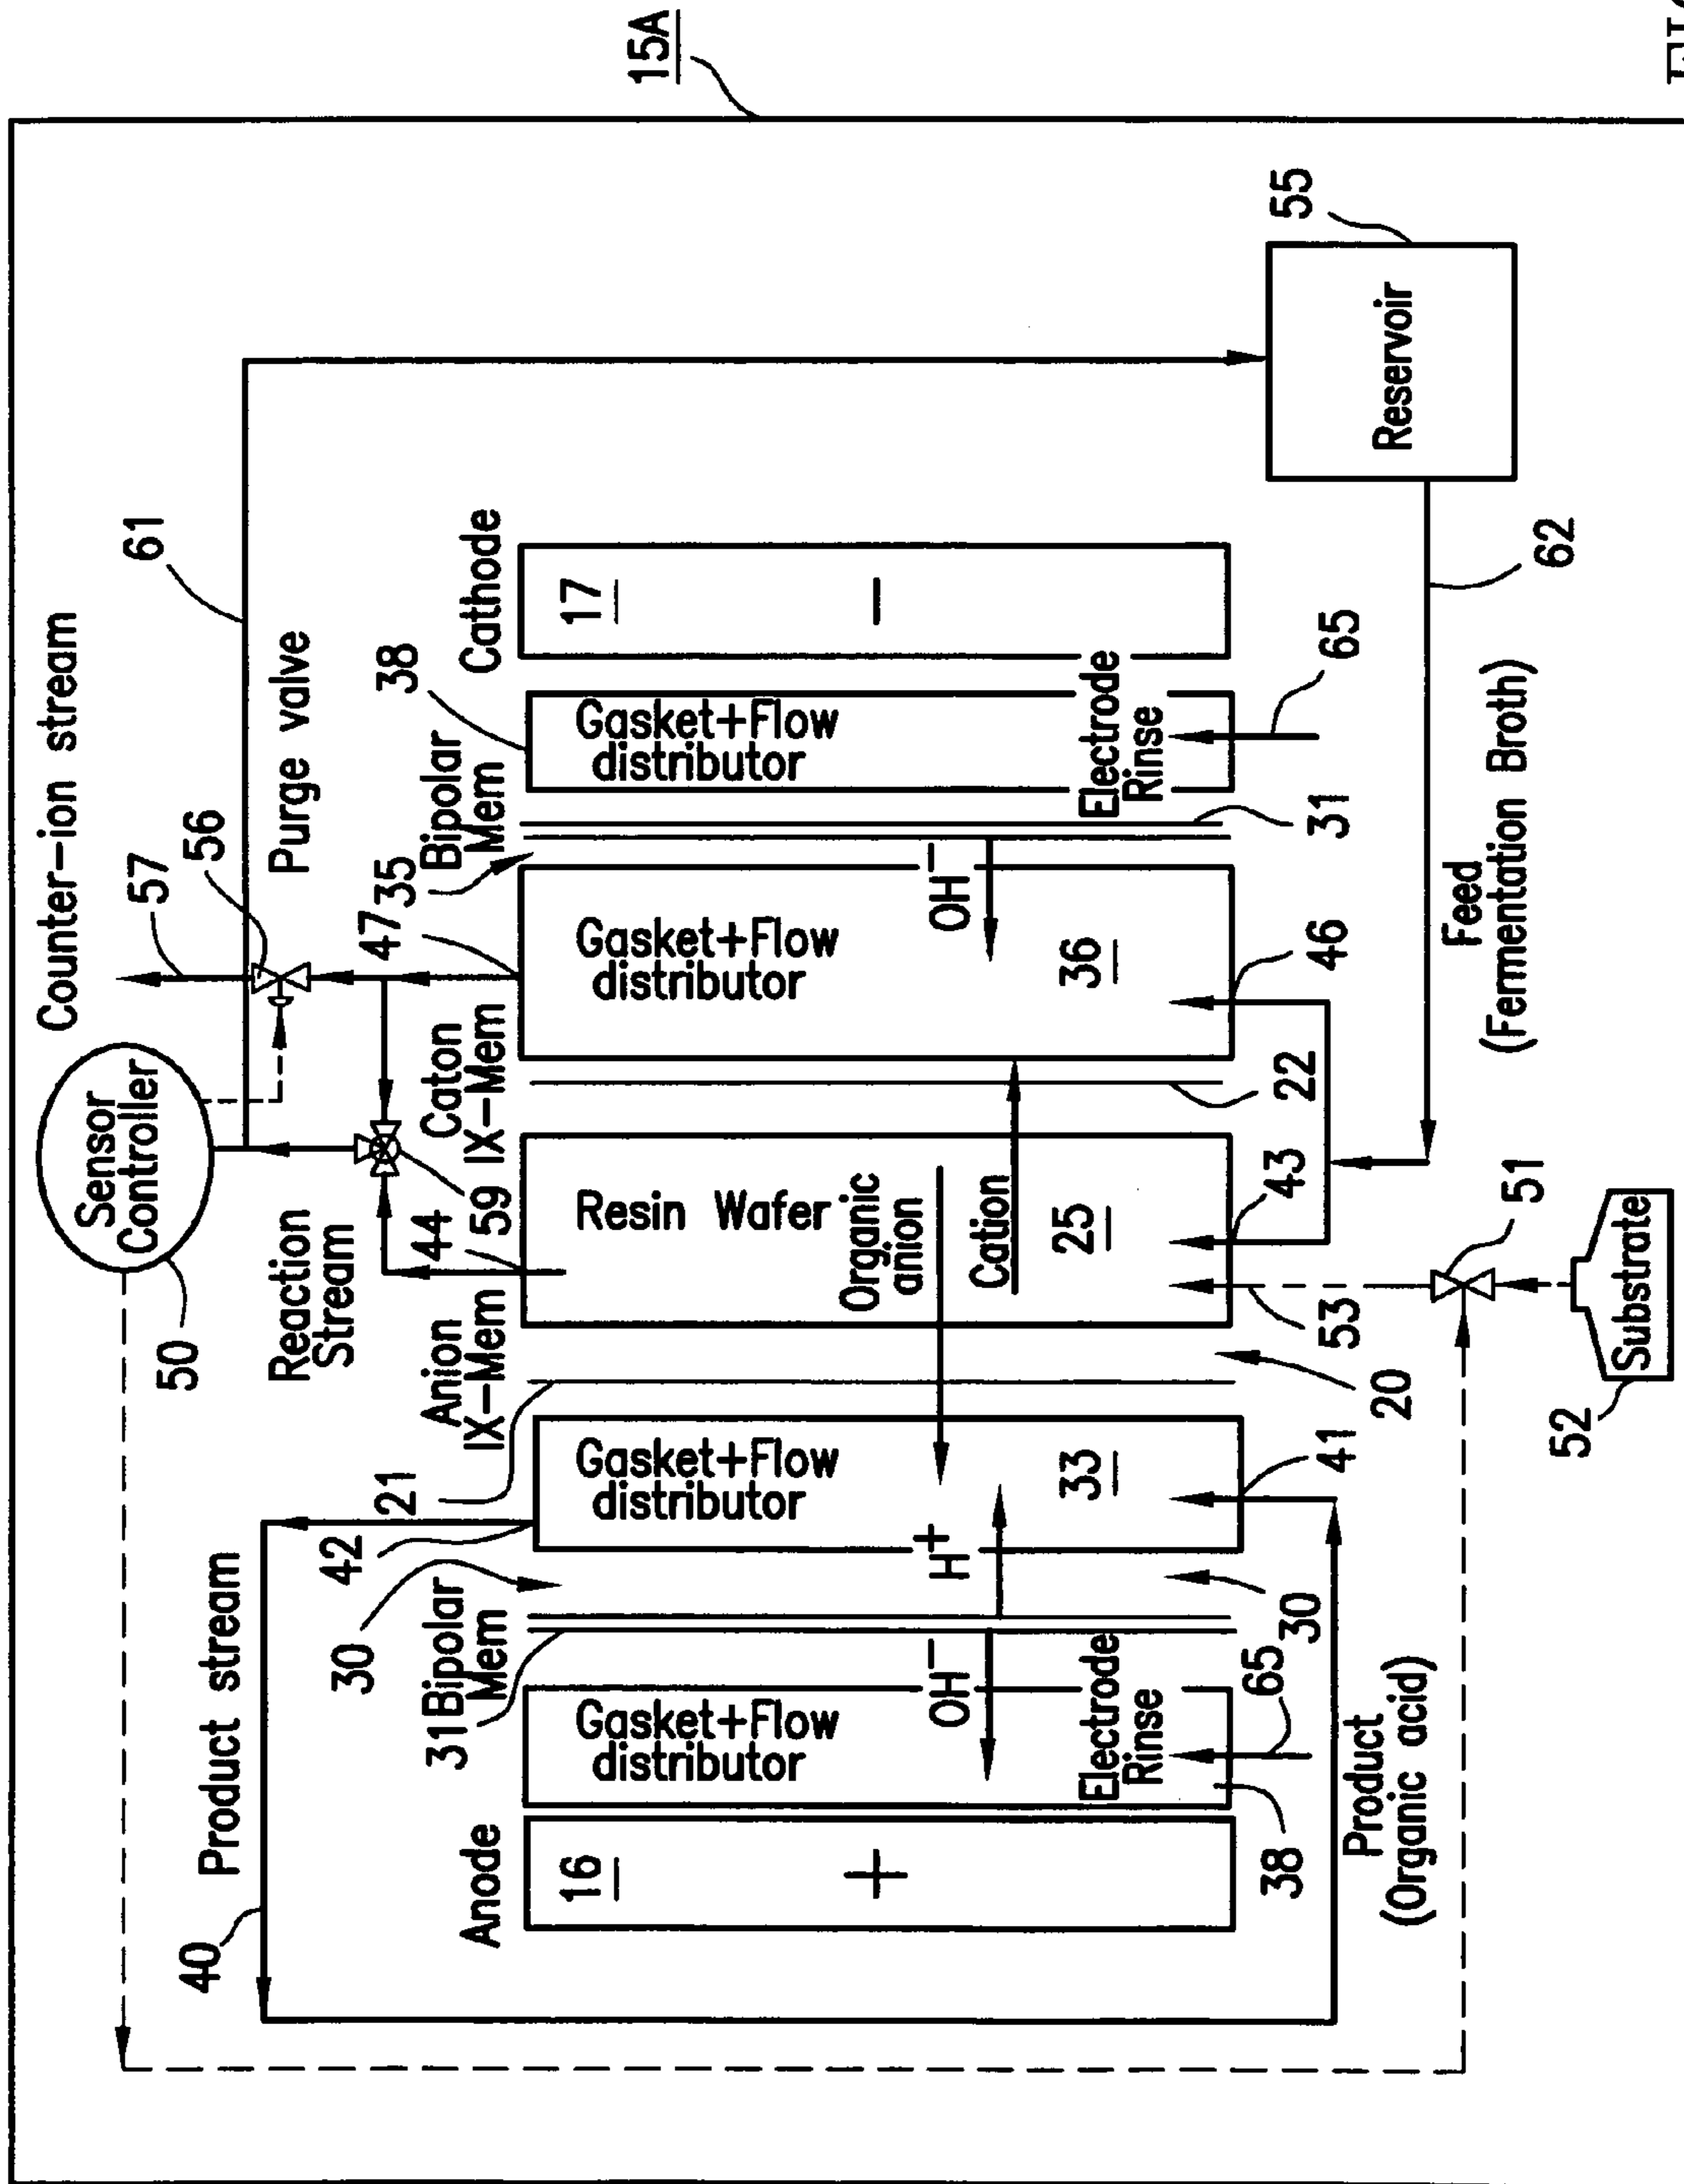 15A
Counter-ion stream
57
56
61
Purge valve
Sensor
Controller
50
Reaction
Stream
44
59
47
35
38
Product stream
40
42
21
30
31
Anode
Bipolar
Mem
Anion
IX-Mem
Caton
IX-Mem
Bipolar
Mem
Cathode
16
+
Gasket+Flow
distributor
Gasket+Flow
distributor
Resin Wafer
Gasket+Flow
distributor
Gasket+Flow
distributor
17
−
OH−
H+
Organic
anion
Cation
OH−
Electrode
Rinse
33
25
36
Electrode
Rinse
38
65
30
41
20
53
43
22
46
31
65
Product
(Organic acid)
Feed
(Fermentation Broth)
62
Reservoir
55
51
52
Substrate